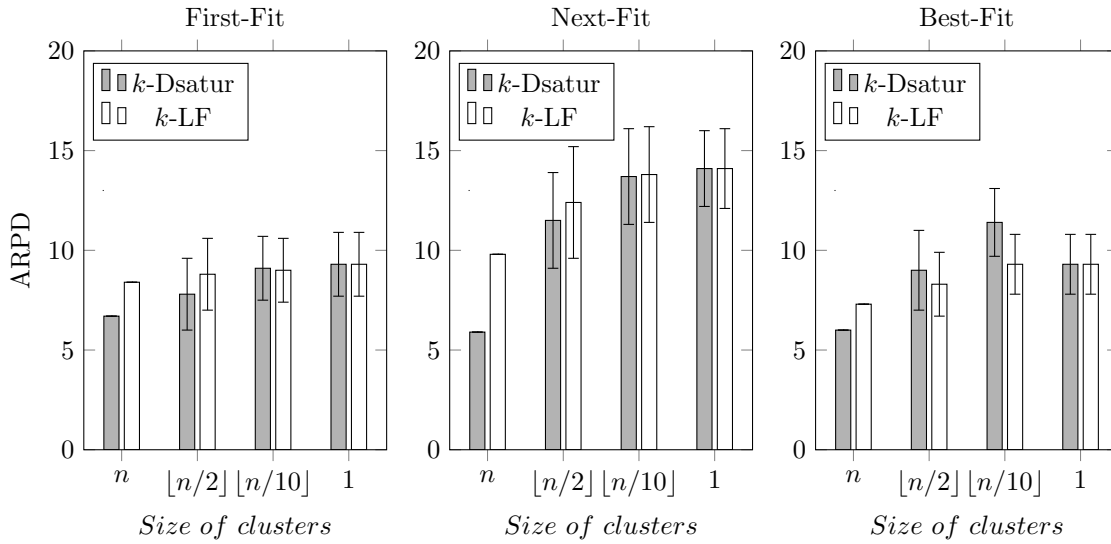 First-Fit
ARPD
20
15
10
5
0
k-Dsatur
k-LF
n
⌊n/2⌋
⌊n/10⌋
1
Size of clusters
Next-Fit
20
15
10
5
0
k-Dsatur
k-LF
n
⌊n/2⌋
⌊n/10⌋
1
Size of clusters
Best-Fit
20
15
10
5
0
k-Dsatur
k-LF
n
⌊n/2⌋
⌊n/10⌋
1
Size of clusters